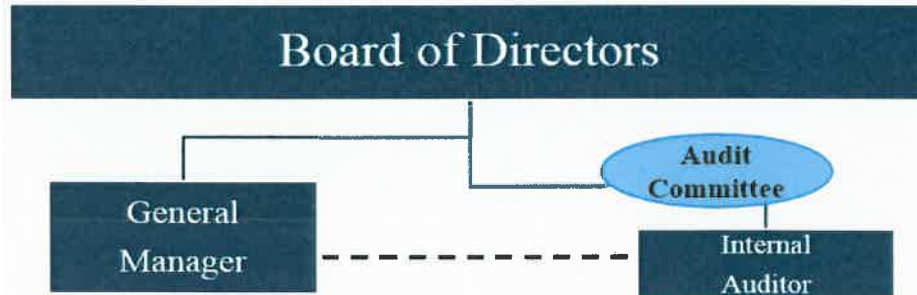 Board of Directors
Audit
Committee
General
Manager
Internal
Auditor